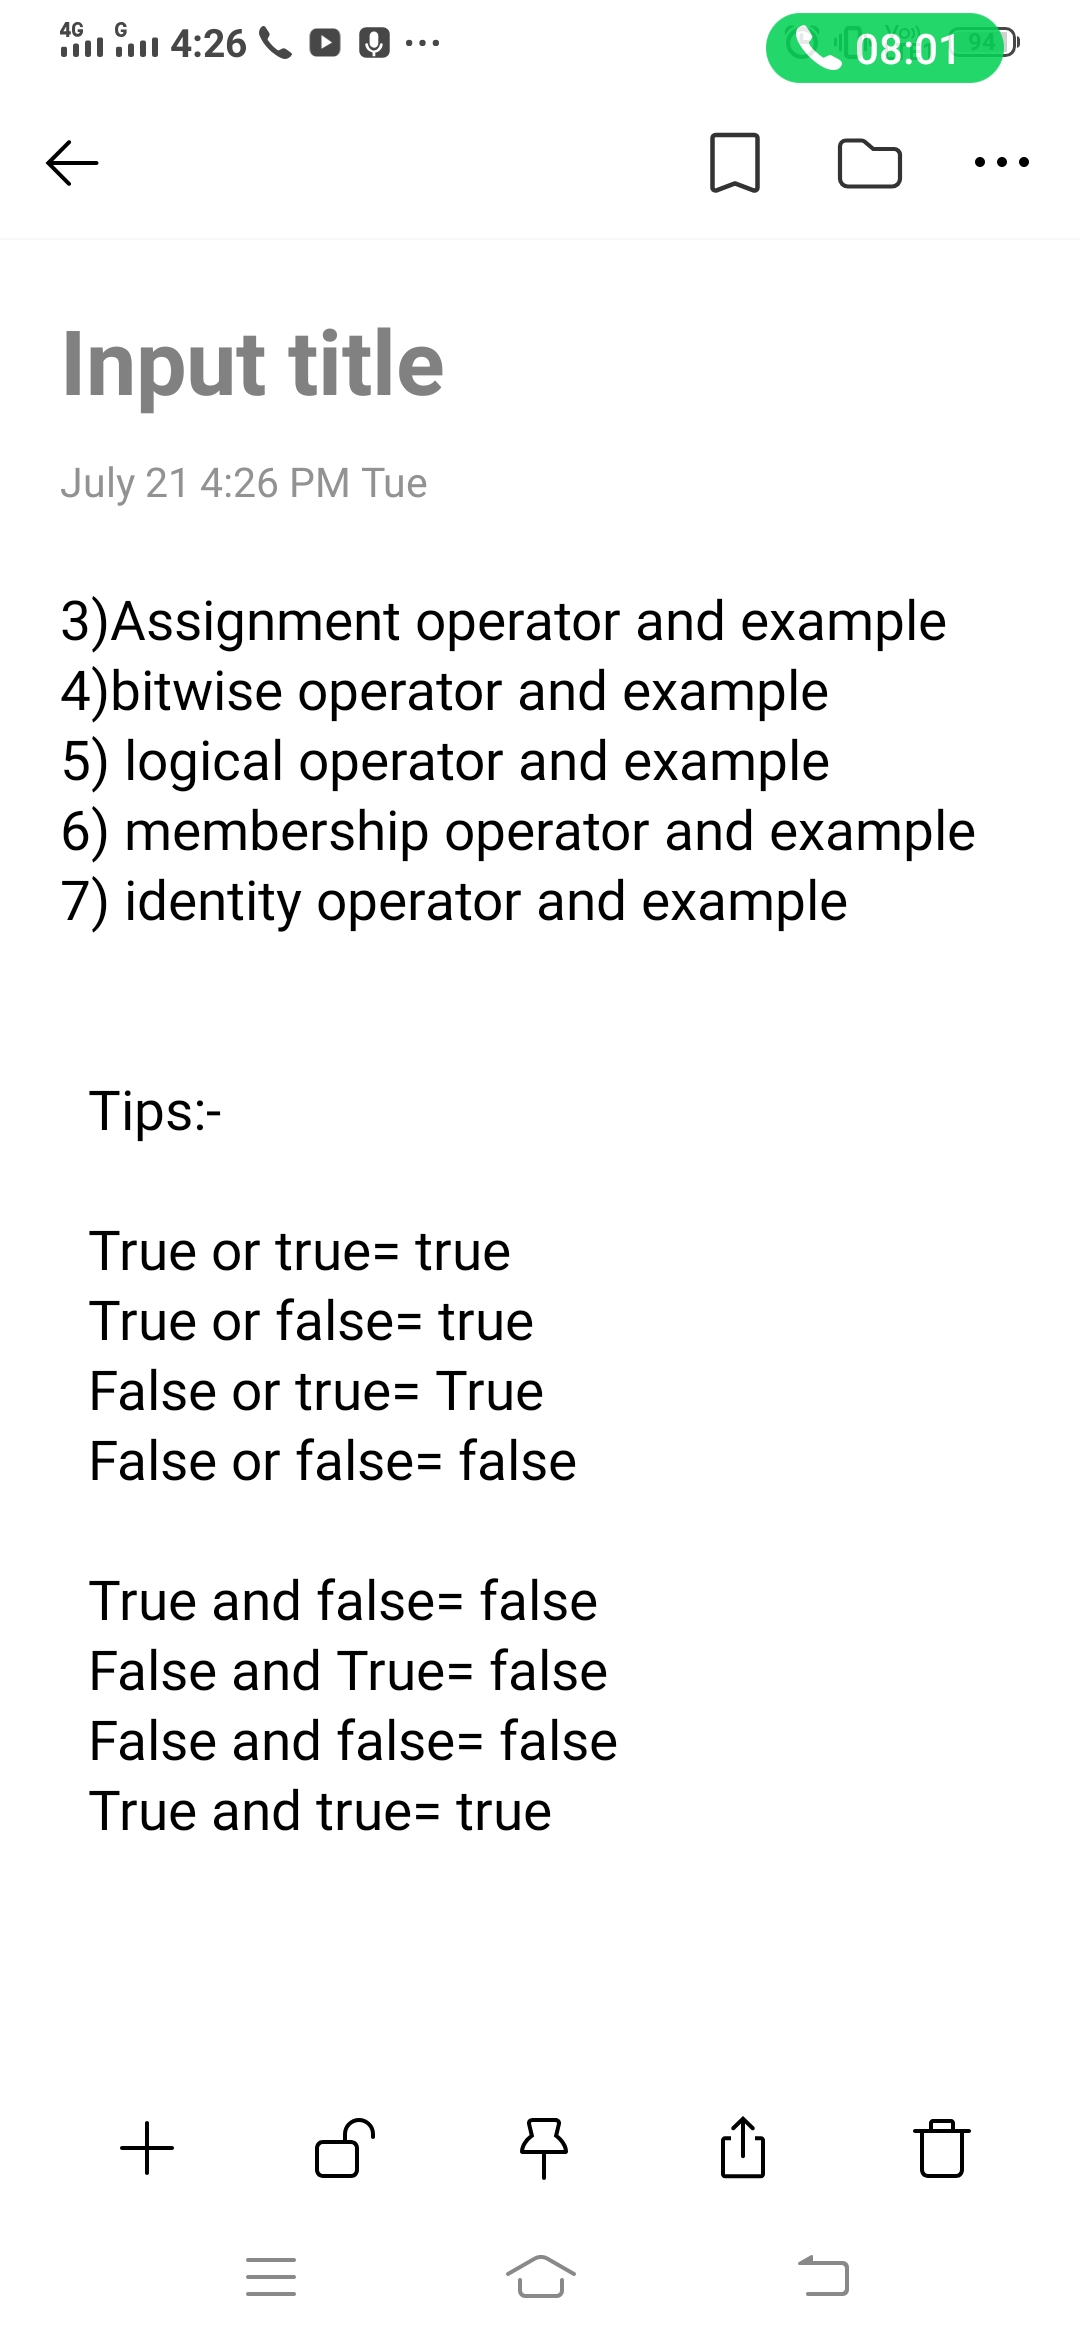 4G G 4:26 08:01 94
Input title
July 21 4:26 PM Tue
3)Assignment operator and example
4)bitwise operator and example
5) logical operator and example
6) membership operator and example
7) identity operator and example
Tips:-
True or true= true
True or false= true
False or true= True
False or false= false
True and false= false
False and True= false
False and false= false
True and true= true